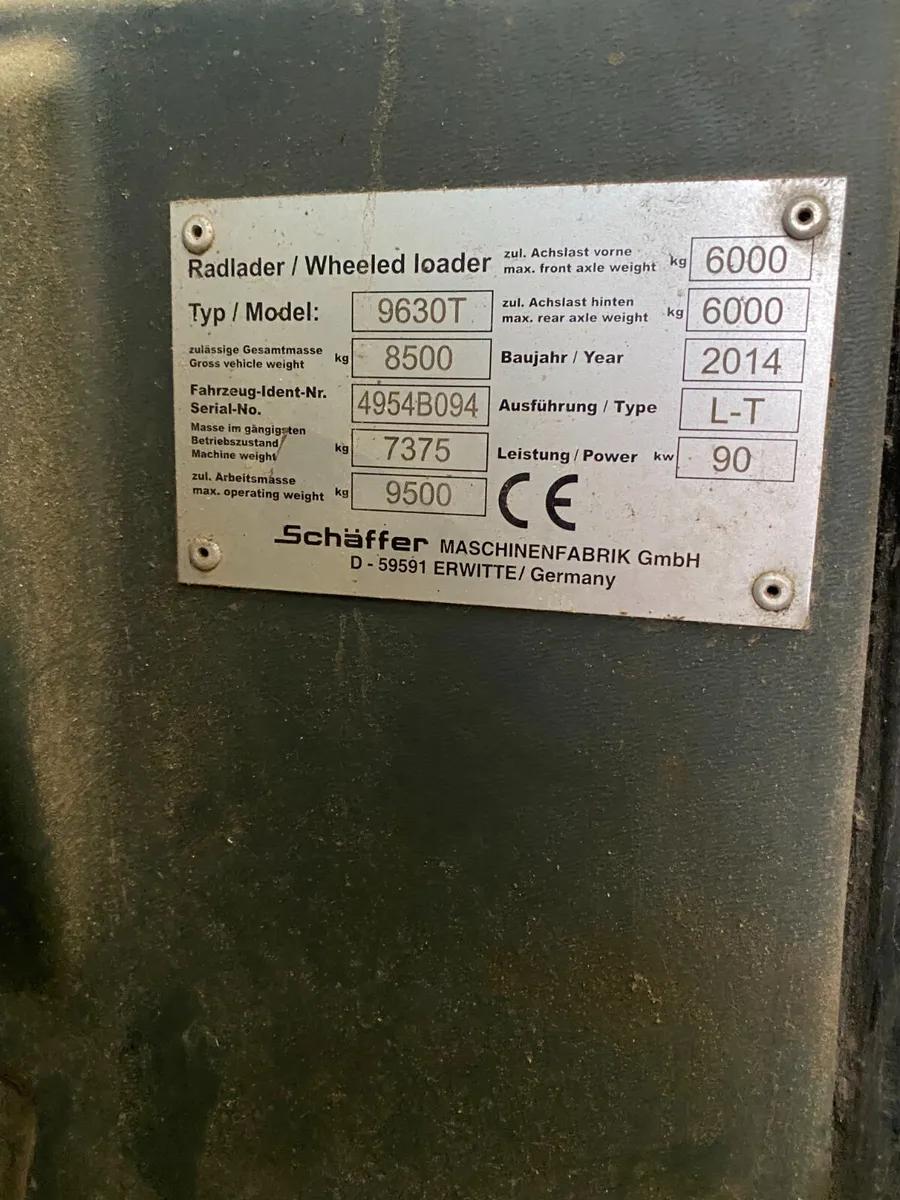 Radlader / Wheeled loader
zul. Achslast vorne
max. front axle weight kg 6000
Typ / Model: 9630T
zul. Achslast hinten
max. rear axle weight kg 6000
zulässige Gesamtmasse
Gross vehicle weight kg 8500
Baujahr / Year 2014
Fahrzeug-Ident-Nr.
Serial-No. 4954B094
Ausführung / Type L-T
Masse im gängigsten
Betriebszustand
Machine weight kg 7375
Leistung / Power kw 90
zul. Arbeitsmasse
max. operating weight kg 9500
CE
Schäffer MASCHINENFABRIK GmbH
D - 59591 ERWITTE / Germany